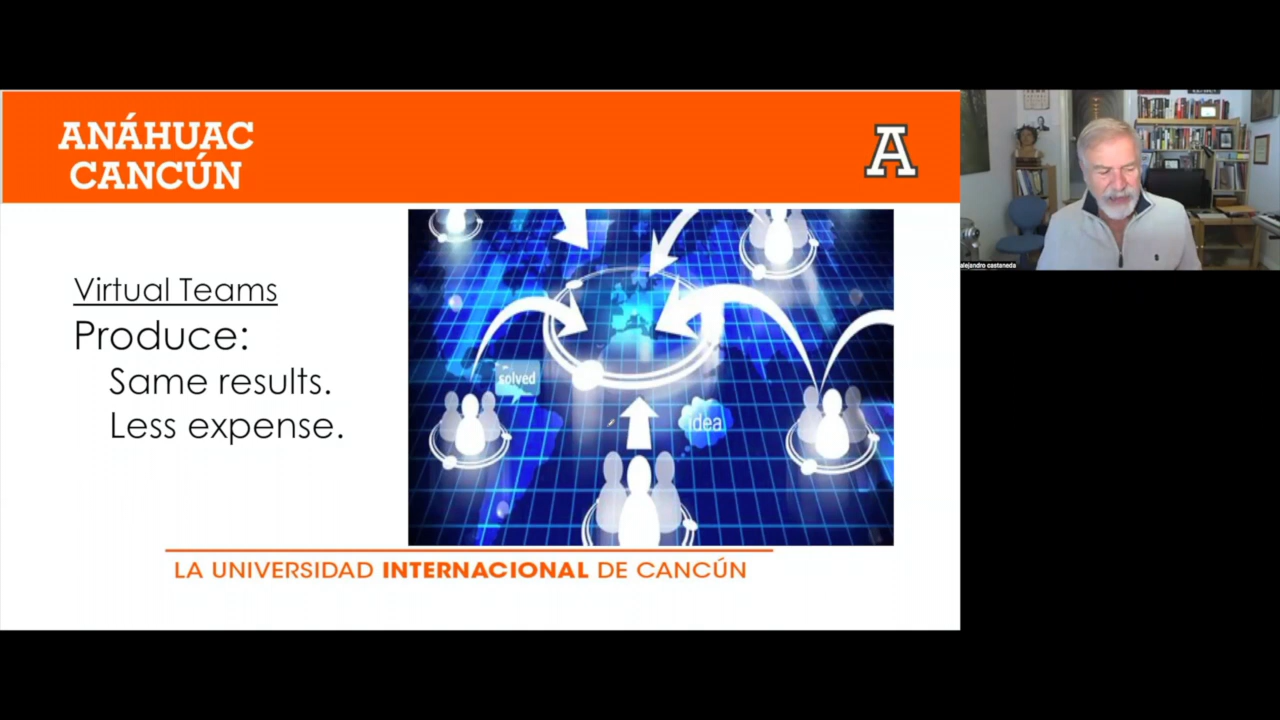 ANÁHUAC
CANCÚN
A
Virtual Teams
Produce:
Same results.
Less expense.
solved
idea
LA UNIVERSIDAD INTERNACIONAL DE CANCÚN
alejandro castaneda